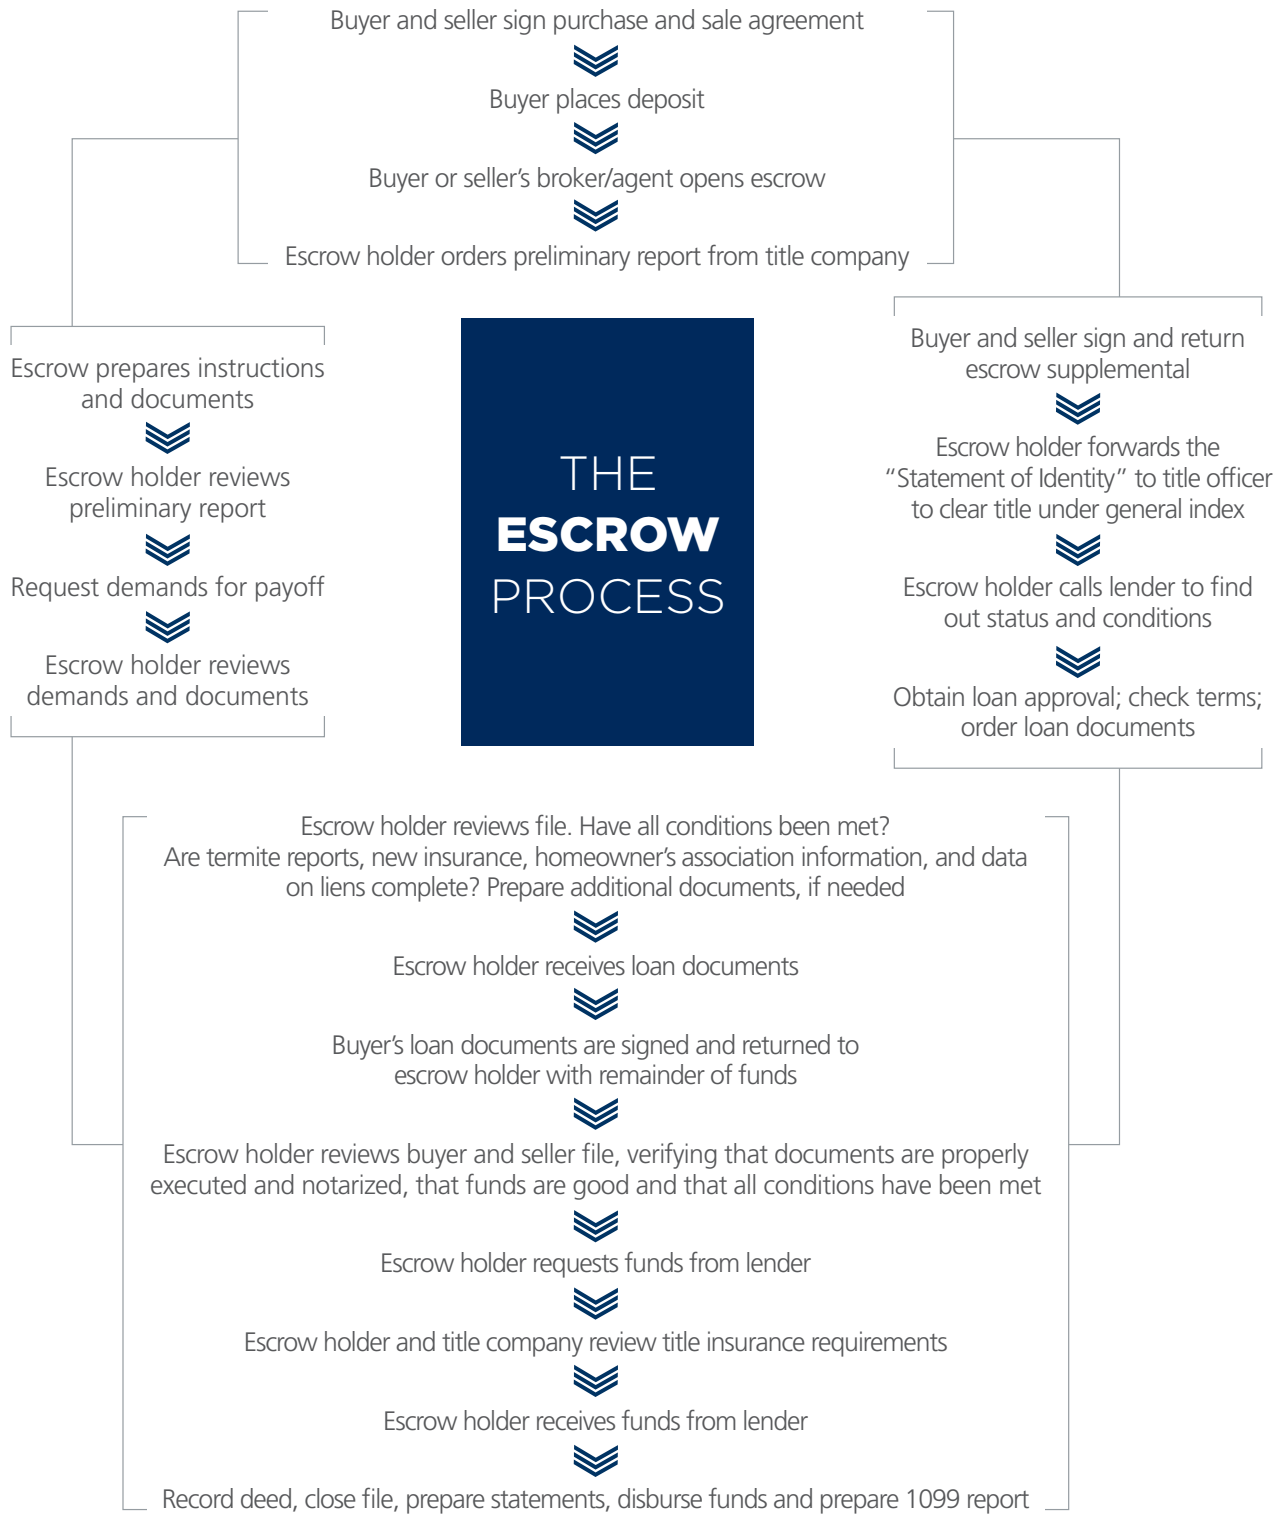 Buyer and seller sign purchase and sale agreement
Buyer places deposit
Buyer or seller’s broker/agent opens escrow
Escrow holder orders preliminary report from title company
Escrow prepares instructions
and documents
Escrow holder reviews
preliminary report
Request demands for payoff
Escrow holder reviews
demands and documents
THE
ESCROW
PROCESS
Buyer and seller sign and return
escrow supplemental
Escrow holder forwards the
“Statement of Identity” to title officer
to clear title under general index
Escrow holder calls lender to find
out status and conditions
Obtain loan approval; check terms;
order loan documents
Escrow holder reviews file. Have all conditions been met?
Are termite reports, new insurance, homeowner’s association information, and data
on liens complete? Prepare additional documents, if needed
Escrow holder receives loan documents
Buyer’s loan documents are signed and returned to
escrow holder with remainder of funds
Escrow holder reviews buyer and seller file, verifying that documents are properly
executed and notarized, that funds are good and that all conditions have been met
Escrow holder requests funds from lender
Escrow holder and title company review title insurance requirements
Escrow holder receives funds from lender
Record deed, close file, prepare statements, disburse funds and prepare 1099 report